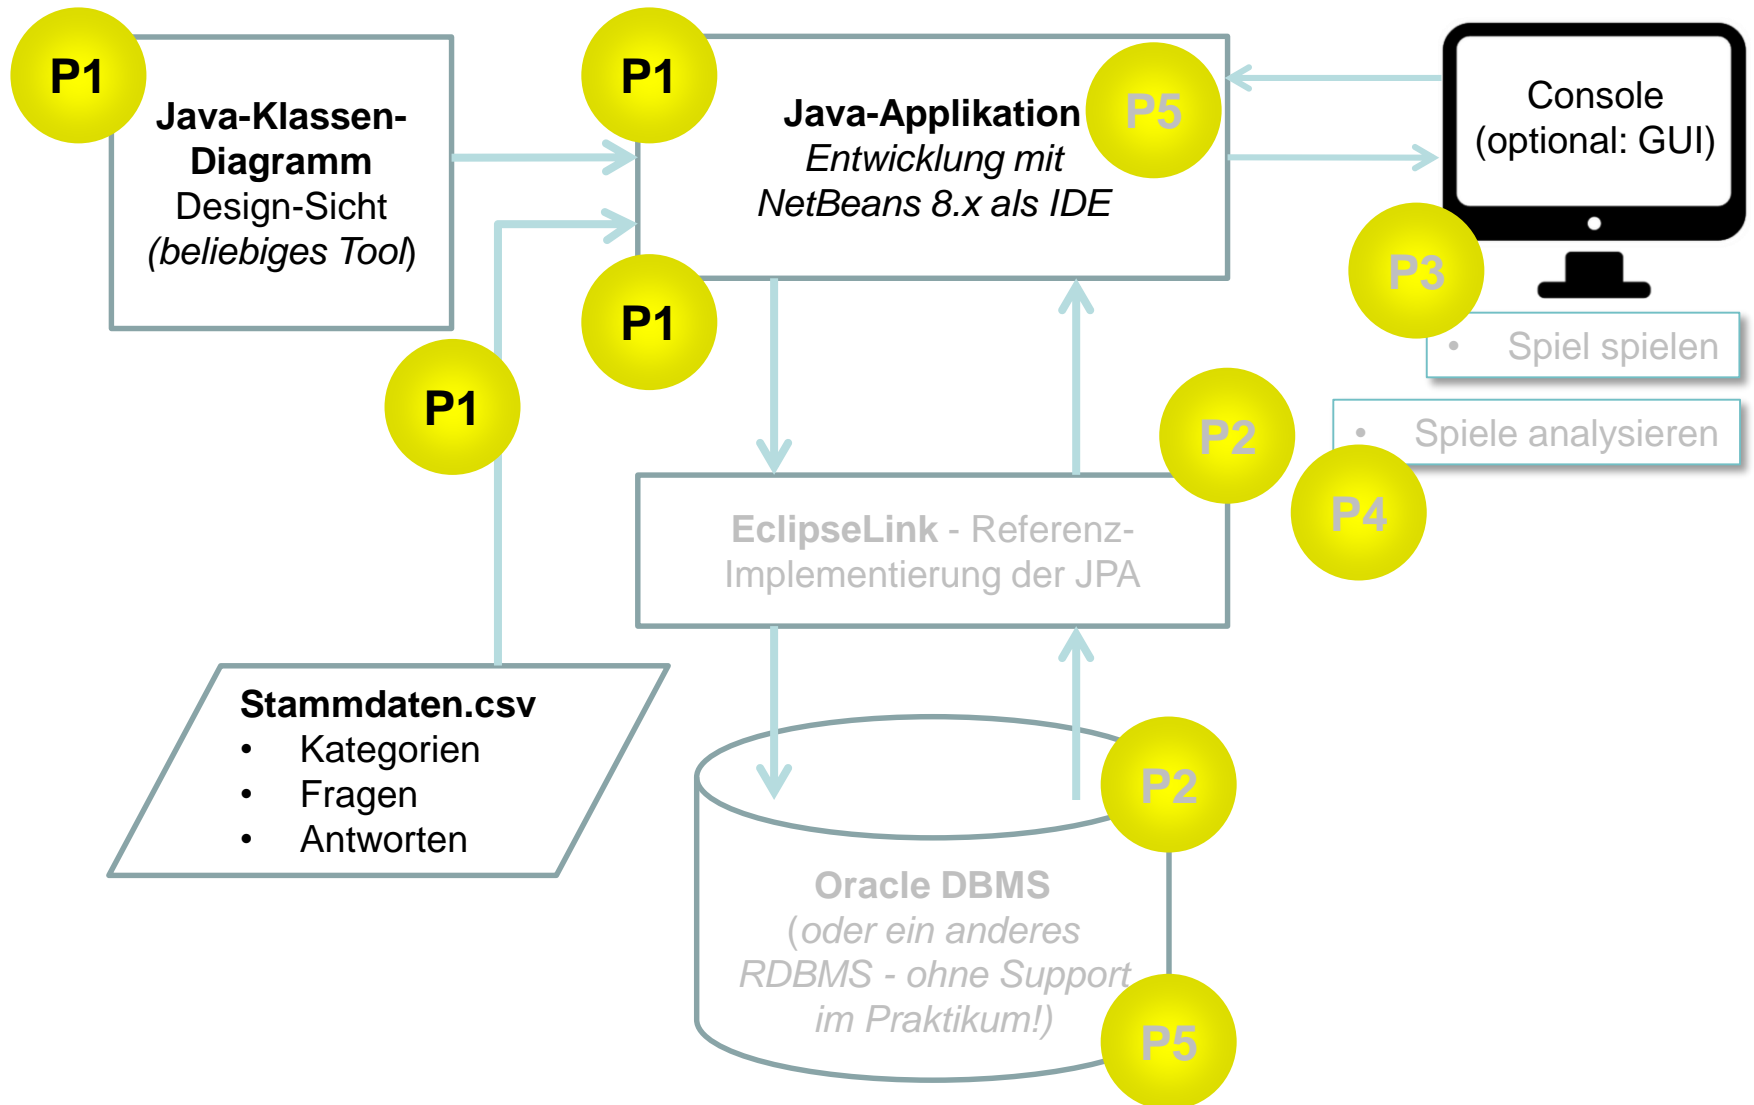 P1
Java-Klassen-
Diagramm
Design-Sicht
(beliebiges Tool)
P1
Java-Applikation
Entwicklung mit
NetBeans 8.x als IDE
P5
P1
Console
(optional: GUI)
P3
• Spiel spielen
• Spiele analysieren
P4
P1
P2
EclipseLink - Referenz-
Implementierung der JPA
Stammdaten.csv
• Kategorien
• Fragen
• Antworten
P2
Oracle DBMS
(oder ein anderes
RDBMS - ohne Support
im Praktikum!)
P5